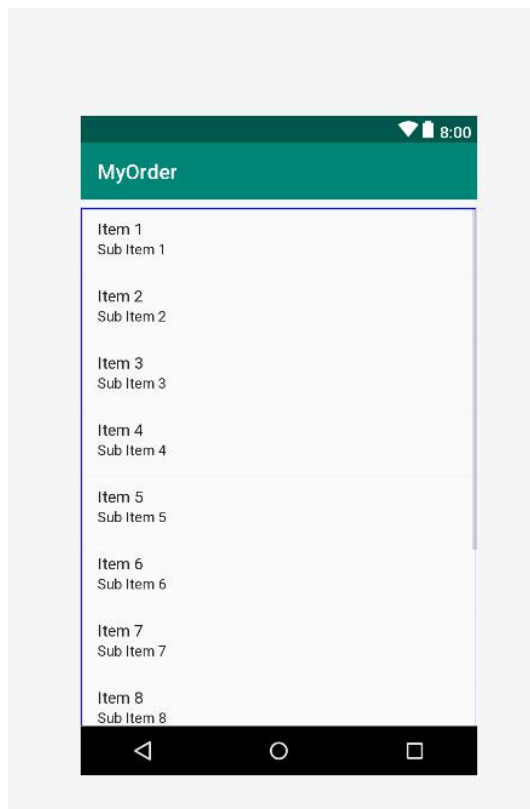 8:00
MyOrder
Item 1
Sub Item 1
Item 2
Sub Item 2
Item 3
Sub Item 3
Item 4
Sub Item 4
Item 5
Sub Item 5
Item 6
Sub Item 6
Item 7
Sub Item 7
Item 8
Sub Item 8